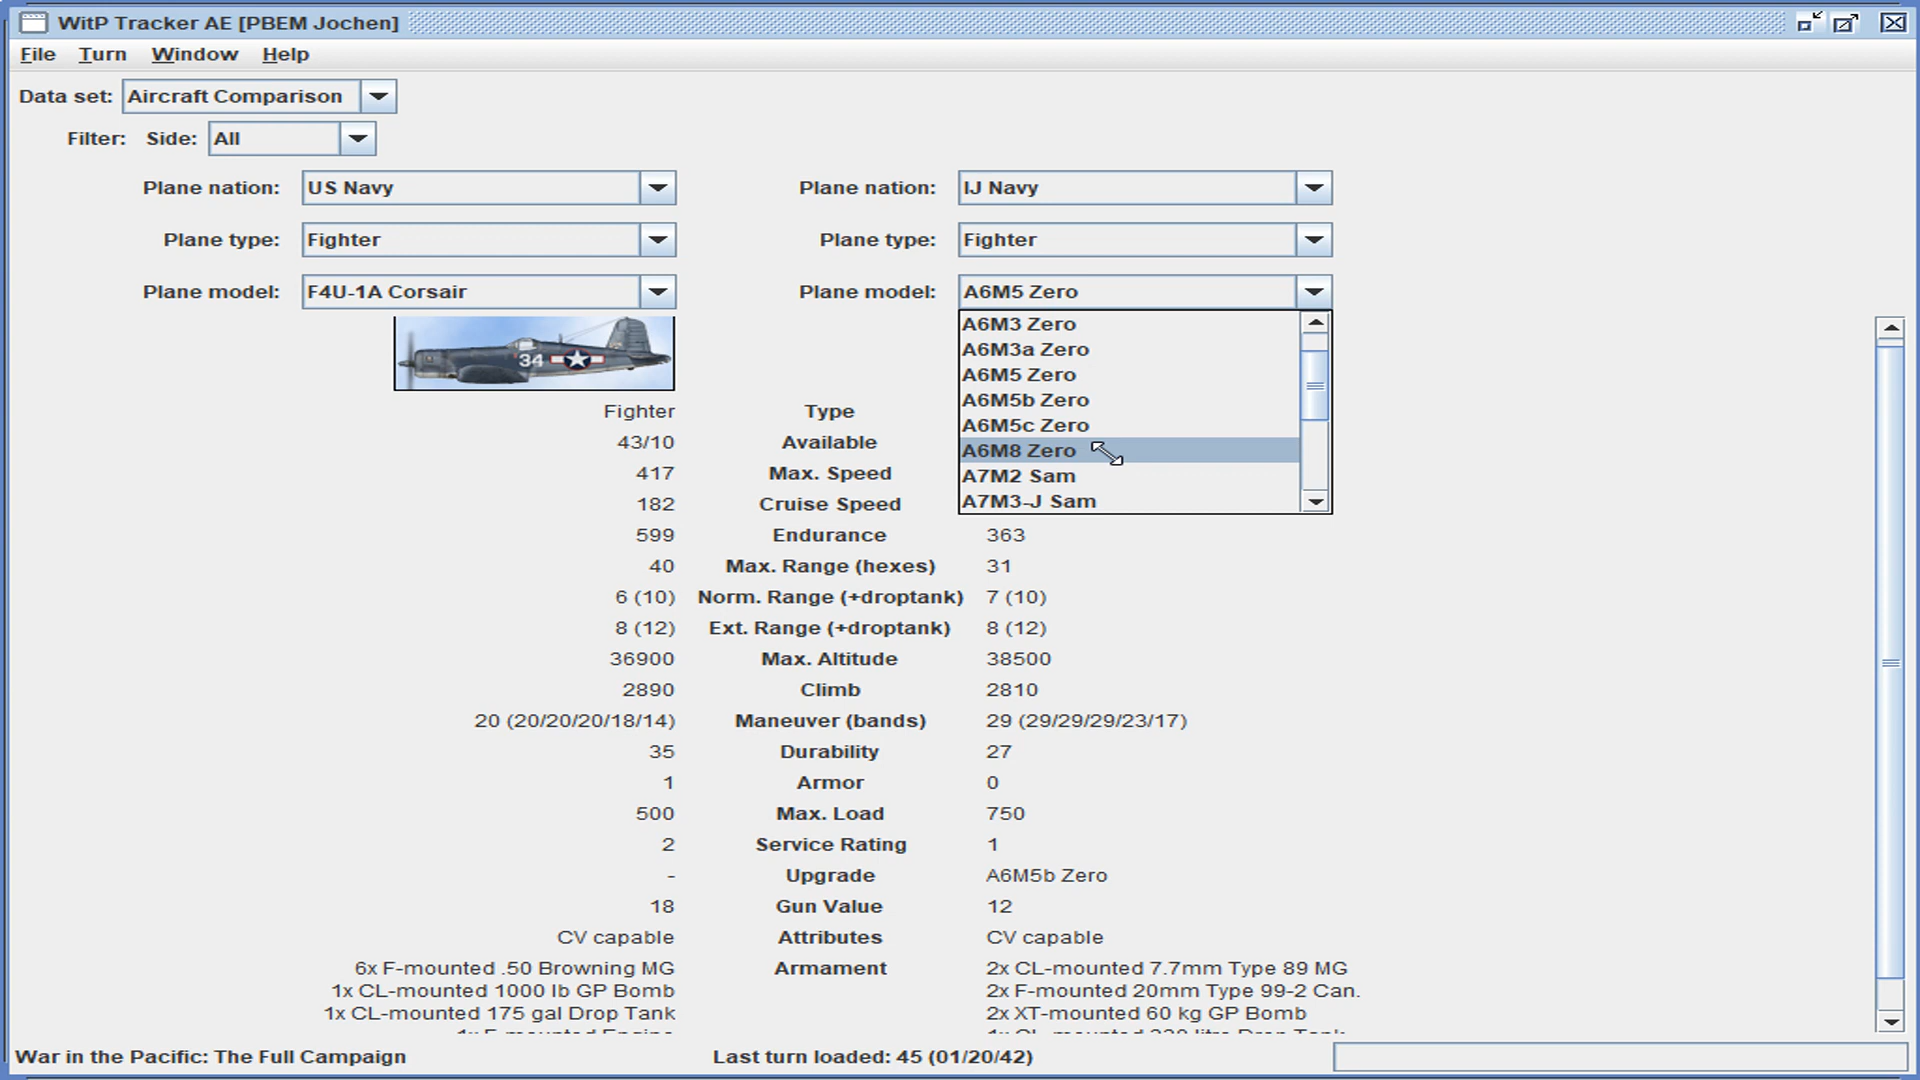 WitP Tracker AE [PBEM Jochen]
File Turn Window Help
Data set: Aircraft Comparison
Filter: Side: All
Plane nation: US Navy Plane nation: IJ Navy
Plane type: Fighter Plane type: Fighter
Plane model: F4U-1A Corsair Plane model: A6M5 Zero
A6M3 Zero
A6M3a Zero
A6M5 Zero
A6M5b Zero
A6M5c Zero
A6M8 Zero
A7M2 Sam
A7M3-J Sam
34
Fighter Type
43/10 Available
417 Max. Speed
182 Cruise Speed
599 Endurance 363
40 Max. Range (hexes) 31
6 (10) Norm. Range (+droptank) 7 (10)
8 (12) Ext. Range (+droptank) 8 (12)
36900 Max. Altitude 38500
2890 Climb 2810
20 (20/20/20/18/14) Maneuver (bands) 29 (29/29/29/23/17)
35 Durability 27
1 Armor 0
500 Max. Load 750
2 Service Rating 1
- Upgrade A6M5b Zero
18 Gun Value 12
CV capable Attributes CV capable
6x F-mounted .50 Browning MG Armament 2x CL-mounted 7.7mm Type 89 MG
1x CL-mounted 1000 lb GP Bomb 2x F-mounted 20mm Type 99-2 Can.
1x CL-mounted 175 gal Drop Tank 2x XT-mounted 60 kg GP Bomb
War in the Pacific: The Full Campaign Last turn loaded: 45 (01/20/42)